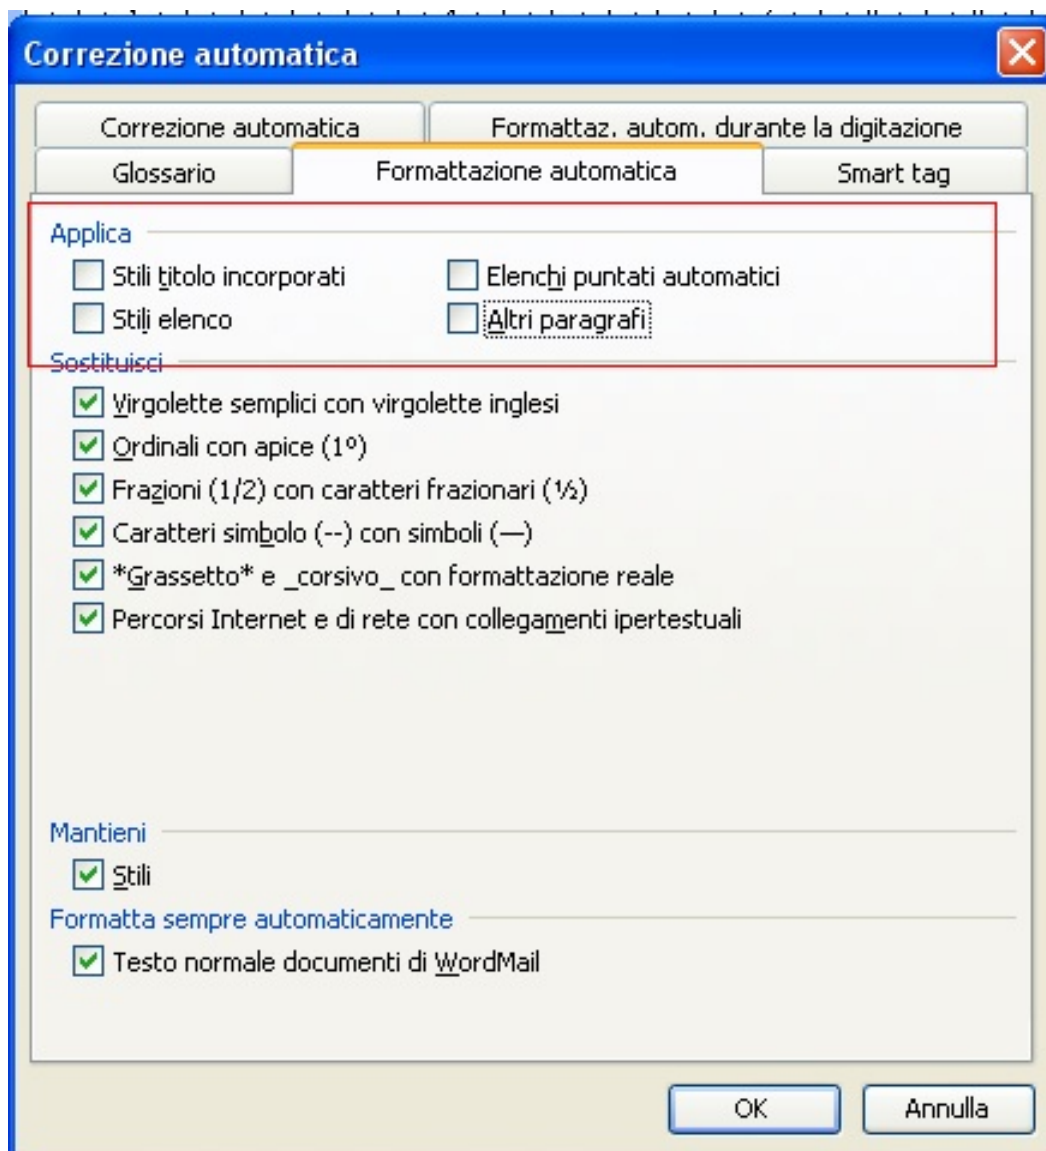 Correzione automatica
Correzione automatica
Formattaz. autom. durante la digitazione
Glossario
Formattazione automatica
Smart tag
Applica
Stili titolo incorporati
Elenchi puntati automatici
Stili elenco
Altri paragrafi
Sostituisci
Virgolette semplici con virgolette inglesi
Ordinali con apice (1º)
Frazioni (1/2) con caratteri frazionari (½)
Caratteri simbolo (--) con simboli (—)
*Grassetto* e _corsivo_ con formattazione reale
Percorsi Internet e di rete con collegamenti ipertestuali
Mantieni
Stili
Formatta sempre automaticamente
Testo normale documenti di WordMail
OK
Annulla